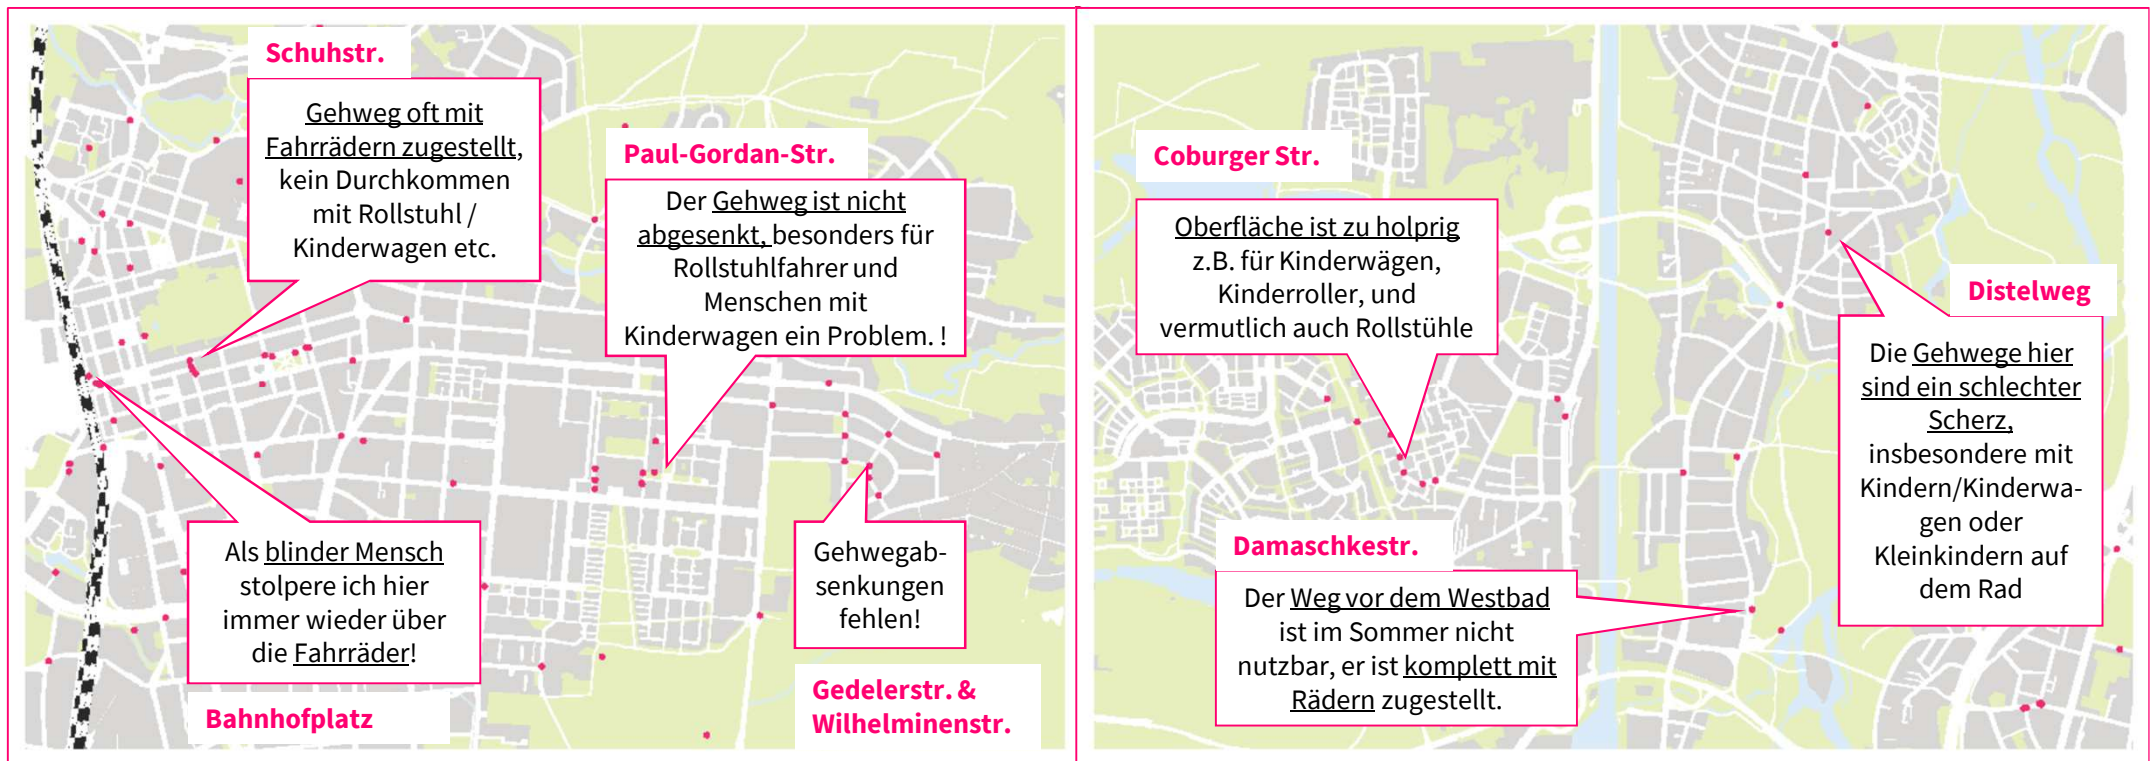 Schuhstr.
Gehweg oft mit
Fahrrädern zugestellt,
kein Durchkommen
mit Rollstuhl /
Kinderwagen etc.
Paul-Gordan-Str.
Der Gehweg ist nicht
abgesenkt, besonders für
Rollstuhlfahrer und
Menschen mit
Kinderwagen ein Problem. !
Als blinder Mensch
stolpere ich hier
immer wieder über
die Fahrräder!
Bahnhofplatz
Gehwegab-
senkungen
fehlen!
Gedelerstr. &
Wilhelminenstr.
Coburger Str.
Oberfläche ist zu holprig
z.B. für Kinderwägen,
Kinderroller, und
vermutlich auch Rollstühle
Distelweg
Die Gehwege hier
sind ein schlechter
Scherz,
insbesondere mit
Kindern/Kinderwa-
gen oder
Kleinkindern auf
dem Rad
Damaschkestr.
Der Weg vor dem Westbad
ist im Sommer nicht
nutzbar, er ist komplett mit
Rädern zugestellt.